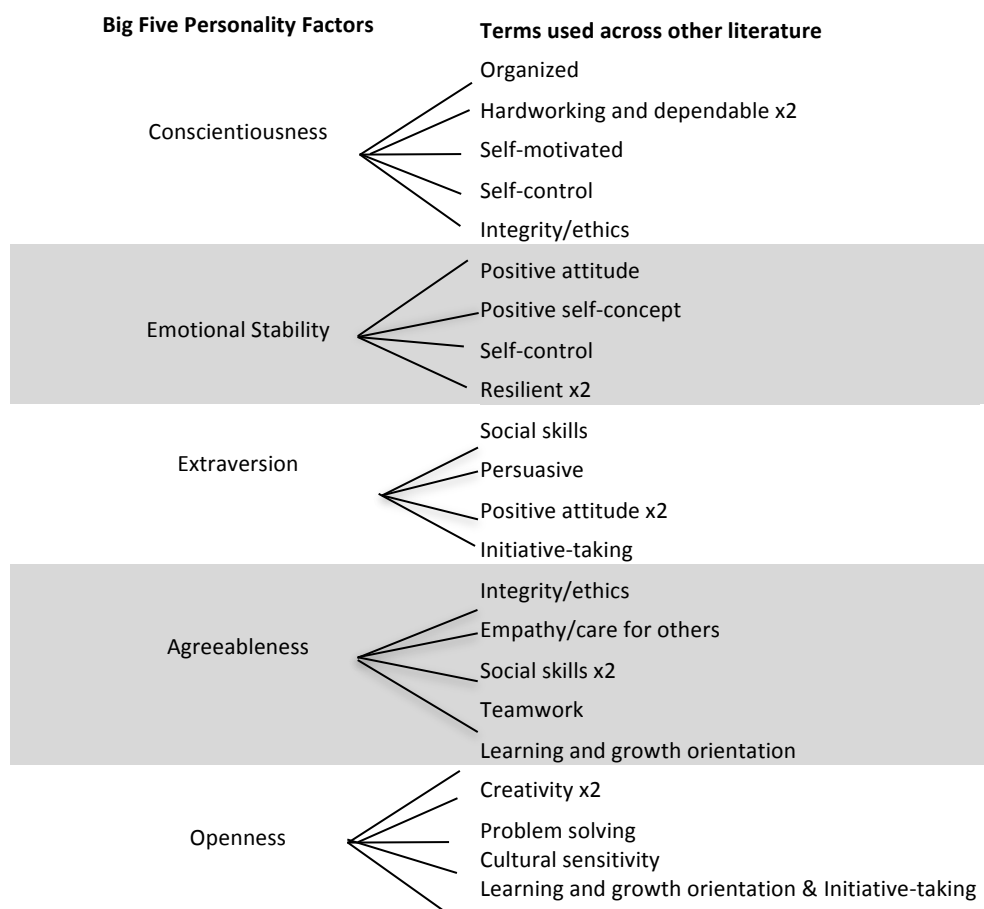 Big Five Personality Factors
Terms used across other literature
Conscientiousness
Organized
Hardworking and dependable x2
Self-motivated
Self-control
Integrity/ethics
Emotional Stability
Positive attitude
Positive self-concept
Self-control
Resilient x2
Extraversion
Social skills
Persuasive
Positive attitude x2
Initiative-taking
Agreeableness
Integrity/ethics
Empathy/care for others
Social skills x2
Teamwork
Learning and growth orientation
Openness
Creativity x2
Problem solving
Cultural sensitivity
Learning and growth orientation & Initiative-taking